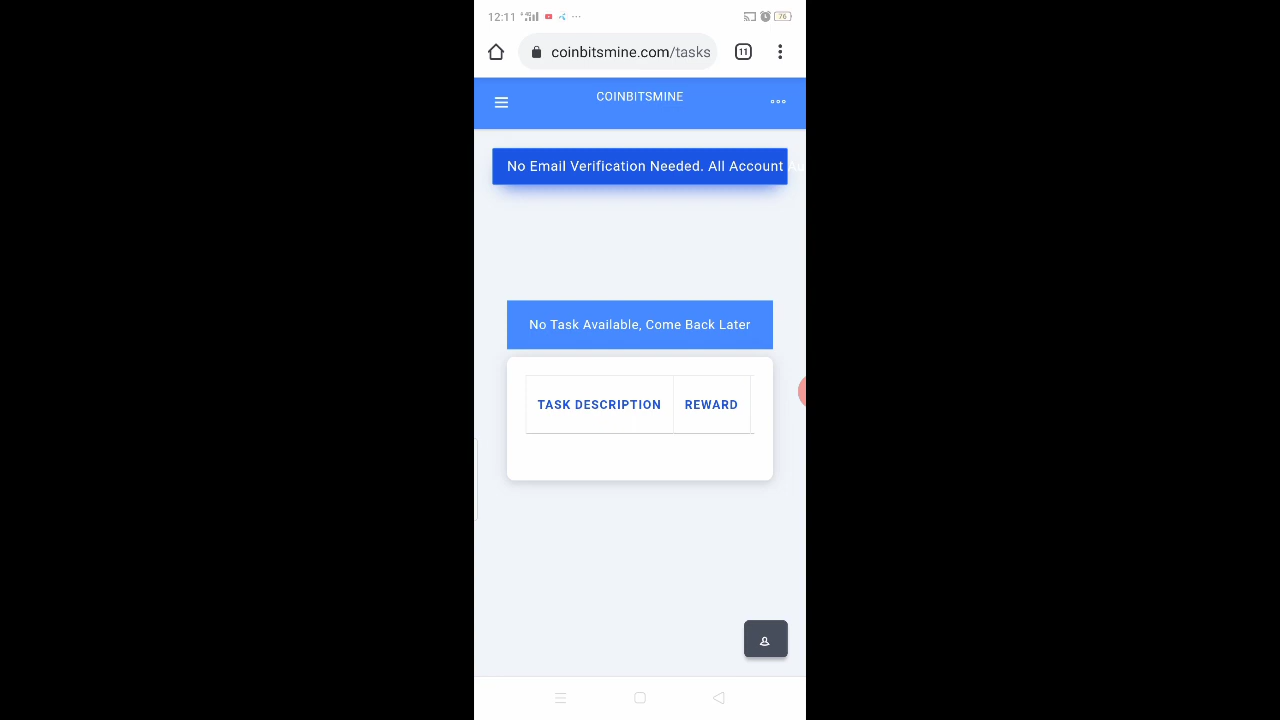 12:11
76
coinbitsmine.com/tasks
11
COINBITSMINE
No Email Verification Needed. All Account
No Task Available, Come Back Later
TASK DESCRIPTION REWARD